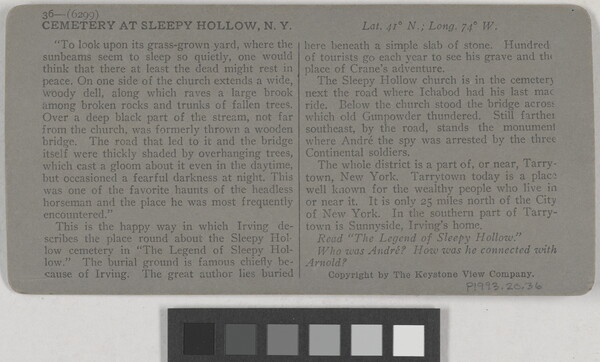 36—(6299)
CEMETERY AT SLEEPY HOLLOW, N. Y.
Lat. 41° N.; Long. 74° W.
"To look upon its grass-grown yard, where the
sunbeams seem to sleep so quietly, one would
think that there at least the dead might rest in
peace. On one side of the church extends a wide,
woody dell, along which raves a large brook
among broken rocks and trunks of fallen trees.
Over a deep black part of the stream, not far
from the church, was formerly thrown a wooden
bridge. The road that led to it and the bridge
itself were thickly shaded by overhanging trees,
which cast a gloom about it even in the daytime,
but occasioned a fearful darkness at night. This
was one of the favorite haunts of the headless
horseman and the place he was most frequently
encountered."
This is the happy way in which Irving de-
scribes the place round about the Sleepy Hol-
low cemetery in "The Legend of Sleepy Hol-
low." The burial ground is famous chiefly be-
cause of Irving. The great author lies buried
here beneath a simple slab of stone. Hundred
of tourists go each year to see his grave and th
place of Crane's adventure.
The Sleepy Hollow church is in the cemetery
next the road where Ichabod had his last mad
ride. Below the church stood the bridge across
which old Gunpowder thundered. Still farther
southeast, by the road, stands the monument
where André the spy was arrested by the three
Continental soldiers.
The whole district is a part of, or near, Tarry-
town, New York. Tarrytown today is a place
well known for the wealthy people who live in
or near it. It is only 25 miles north of the City
of New York. In the southern part of Tarry-
town is Sunnyside, Irving's home.
Read "The Legend of Sleepy Hollow."
Who was André? How was he connected with
Arnold?
Copyright by The Keystone View Company.
P1993.20.36